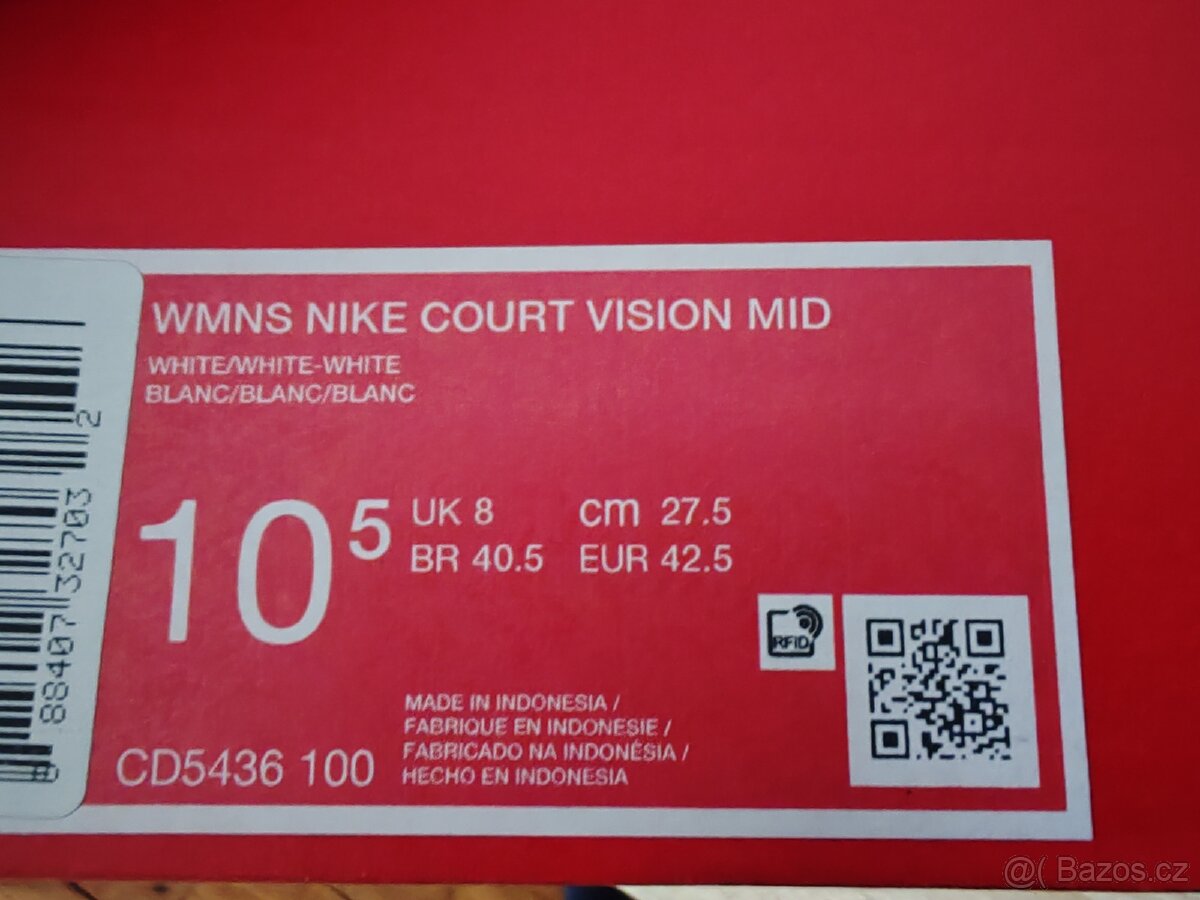 WMNS NIKE COURT VISION MID
WHITE/WHITE-WHITE
BLANC/BLANC/BLANC
10 5
UK 8 cm 27.5
BR 40.5 EUR 42.5
RFID
MADE IN INDONESIA /
FABRIQUE EN INDONESIE /
FABRICADO NA INDONÉSIA /
HECHO EN INDONESIA
CD5436 100
8 88407 32703 2
@( Bazos.cz